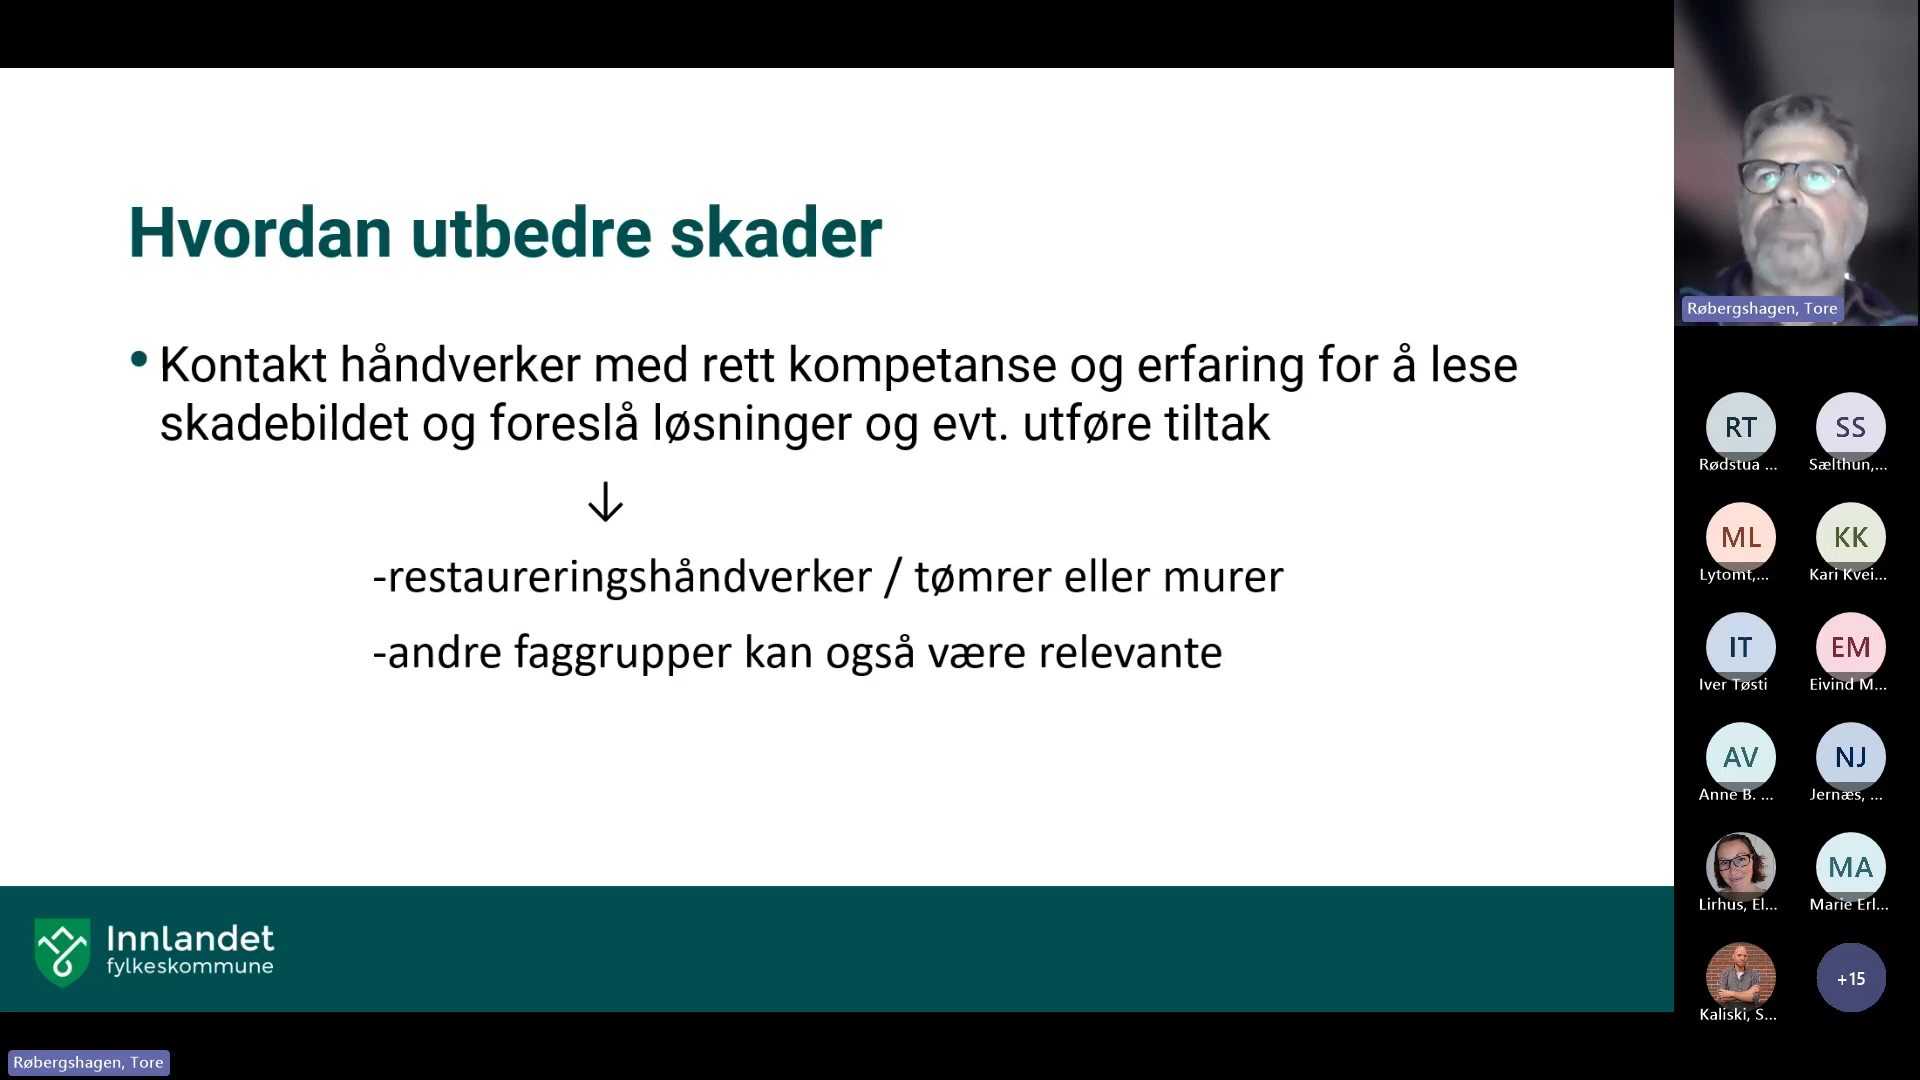 Hvordan utbedre skader
• Kontakt håndverker med rett kompetanse og erfaring for å lese
skadebildet og foreslå løsninger og evt. utføre tiltak
↓
-restaureringshåndverker / tømrer eller murer
-andre faggrupper kan også være relevante
Innlandet
fylkeskommune
Røbergshagen, Tore
Røbergshagen, Tore
RT
Rødstua ...
SS
Sælthun,...
ML
Lytomt,...
KK
Kari Kvei...
IT
Iver Tøsti
EM
Eivind M...
AV
Anne B. ...
NJ
Jernæs, ...
Lirhus, El...
MA
Marie Erl...
Kaliski, S...
+15